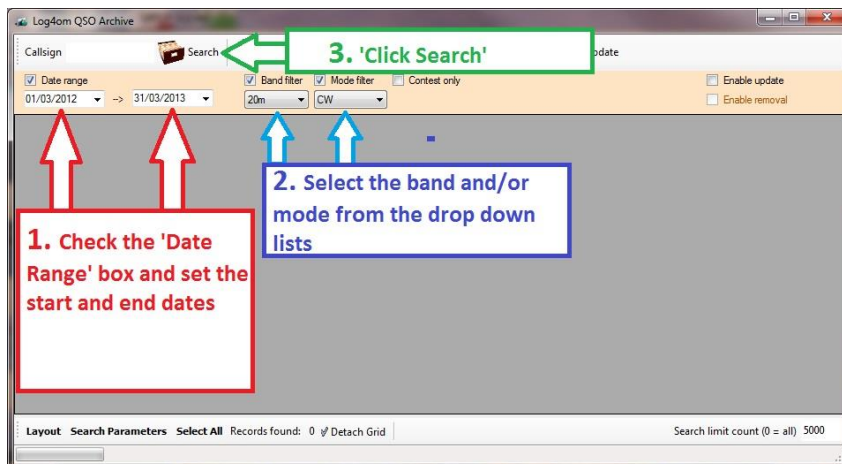 Log4om QSO Archive
Callsign Search 3. 'Click Search' pdate
Date range Band filter Mode filter Contest only Enable update
01/03/2012 -> 31/03/2013 20m CW Enable removal
2. Select the band and/or
mode from the drop down
lists
1. Check the 'Date
Range' box and set the
start and end dates
Layout Search Parameters Select All Records found: 0 Detach Grid Search limit count (0 = all) 5000